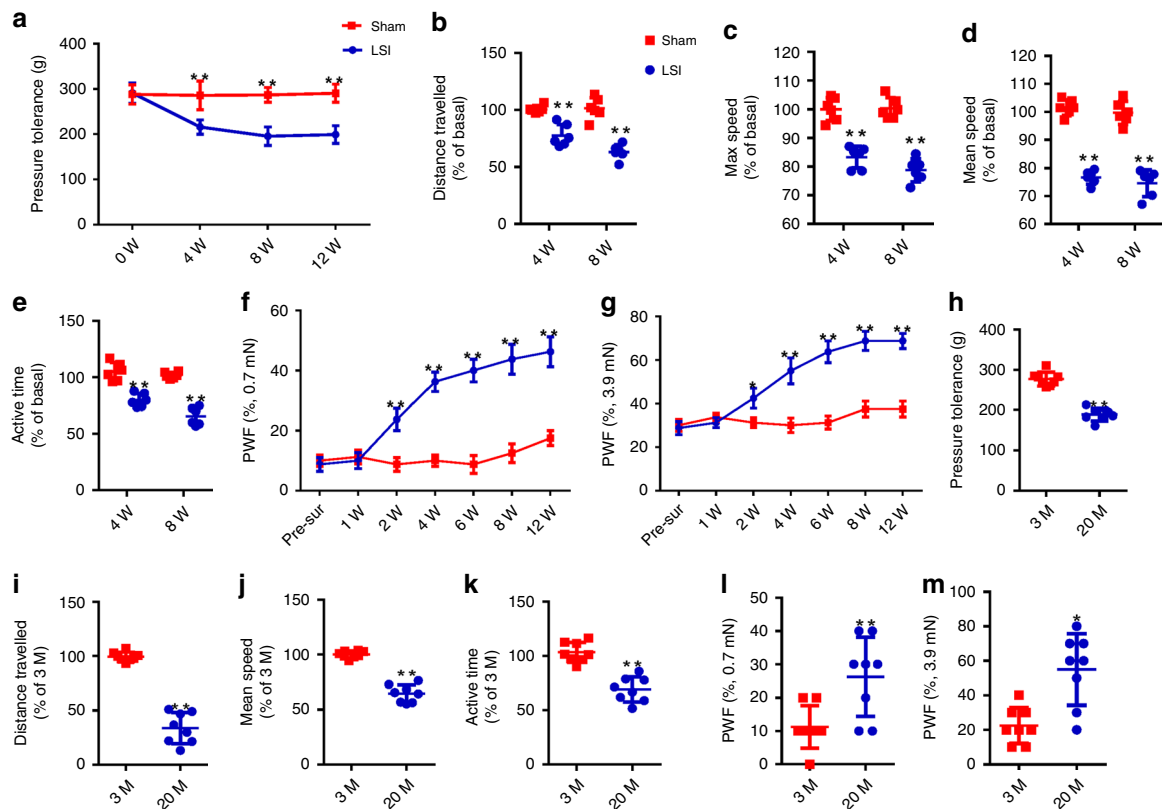 a
Sham
LSI
Pressure tolerance (g)
400
300
200
100
0
**
**
**
0 W
4 W
8 W
12 W
b
Sham
LSI
Distance travelled
(% of basal)
150
100
50
0
**
**
4 W
8 W
c
Max speed
(% of basal)
120
110
100
90
80
70
60
**
**
4 W
8 W
d
Mean speed
(% of basal)
120
110
100
90
80
70
60
**
**
4 W
8 W
e
Active time
(% of basal)
150
100
50
0
**
**
4 W
8 W
f
PWF (%, 0.7 mN)
60
40
20
0
**
**
**
**
**
Pre-sur
1 W
2 W
4 W
6 W
8 W
12 W
g
PWF (%, 3.9 mN)
80
60
40
20
0
*
**
**
**
**
Pre-sur
1 W
2 W
4 W
6 W
8 W
12 W
h
Pressure tolerance (g)
400
300
200
100
0
**
3 M
20 M
i
Distance travelled
(% of 3 M)
150
100
50
0
**
3 M
20 M
j
Mean speed
(% of 3 M)
150
100
50
0
**
3 M
20 M
k
Active time
(% of 3 M)
150
100
50
0
**
3 M
20 M
l
PWF (%, 0.7 mN)
50
40
30
20
10
0
**
3 M
20 M
m
PWF (%, 3.9 mN)
100
80
60
40
20
0
*
3 M
20 M